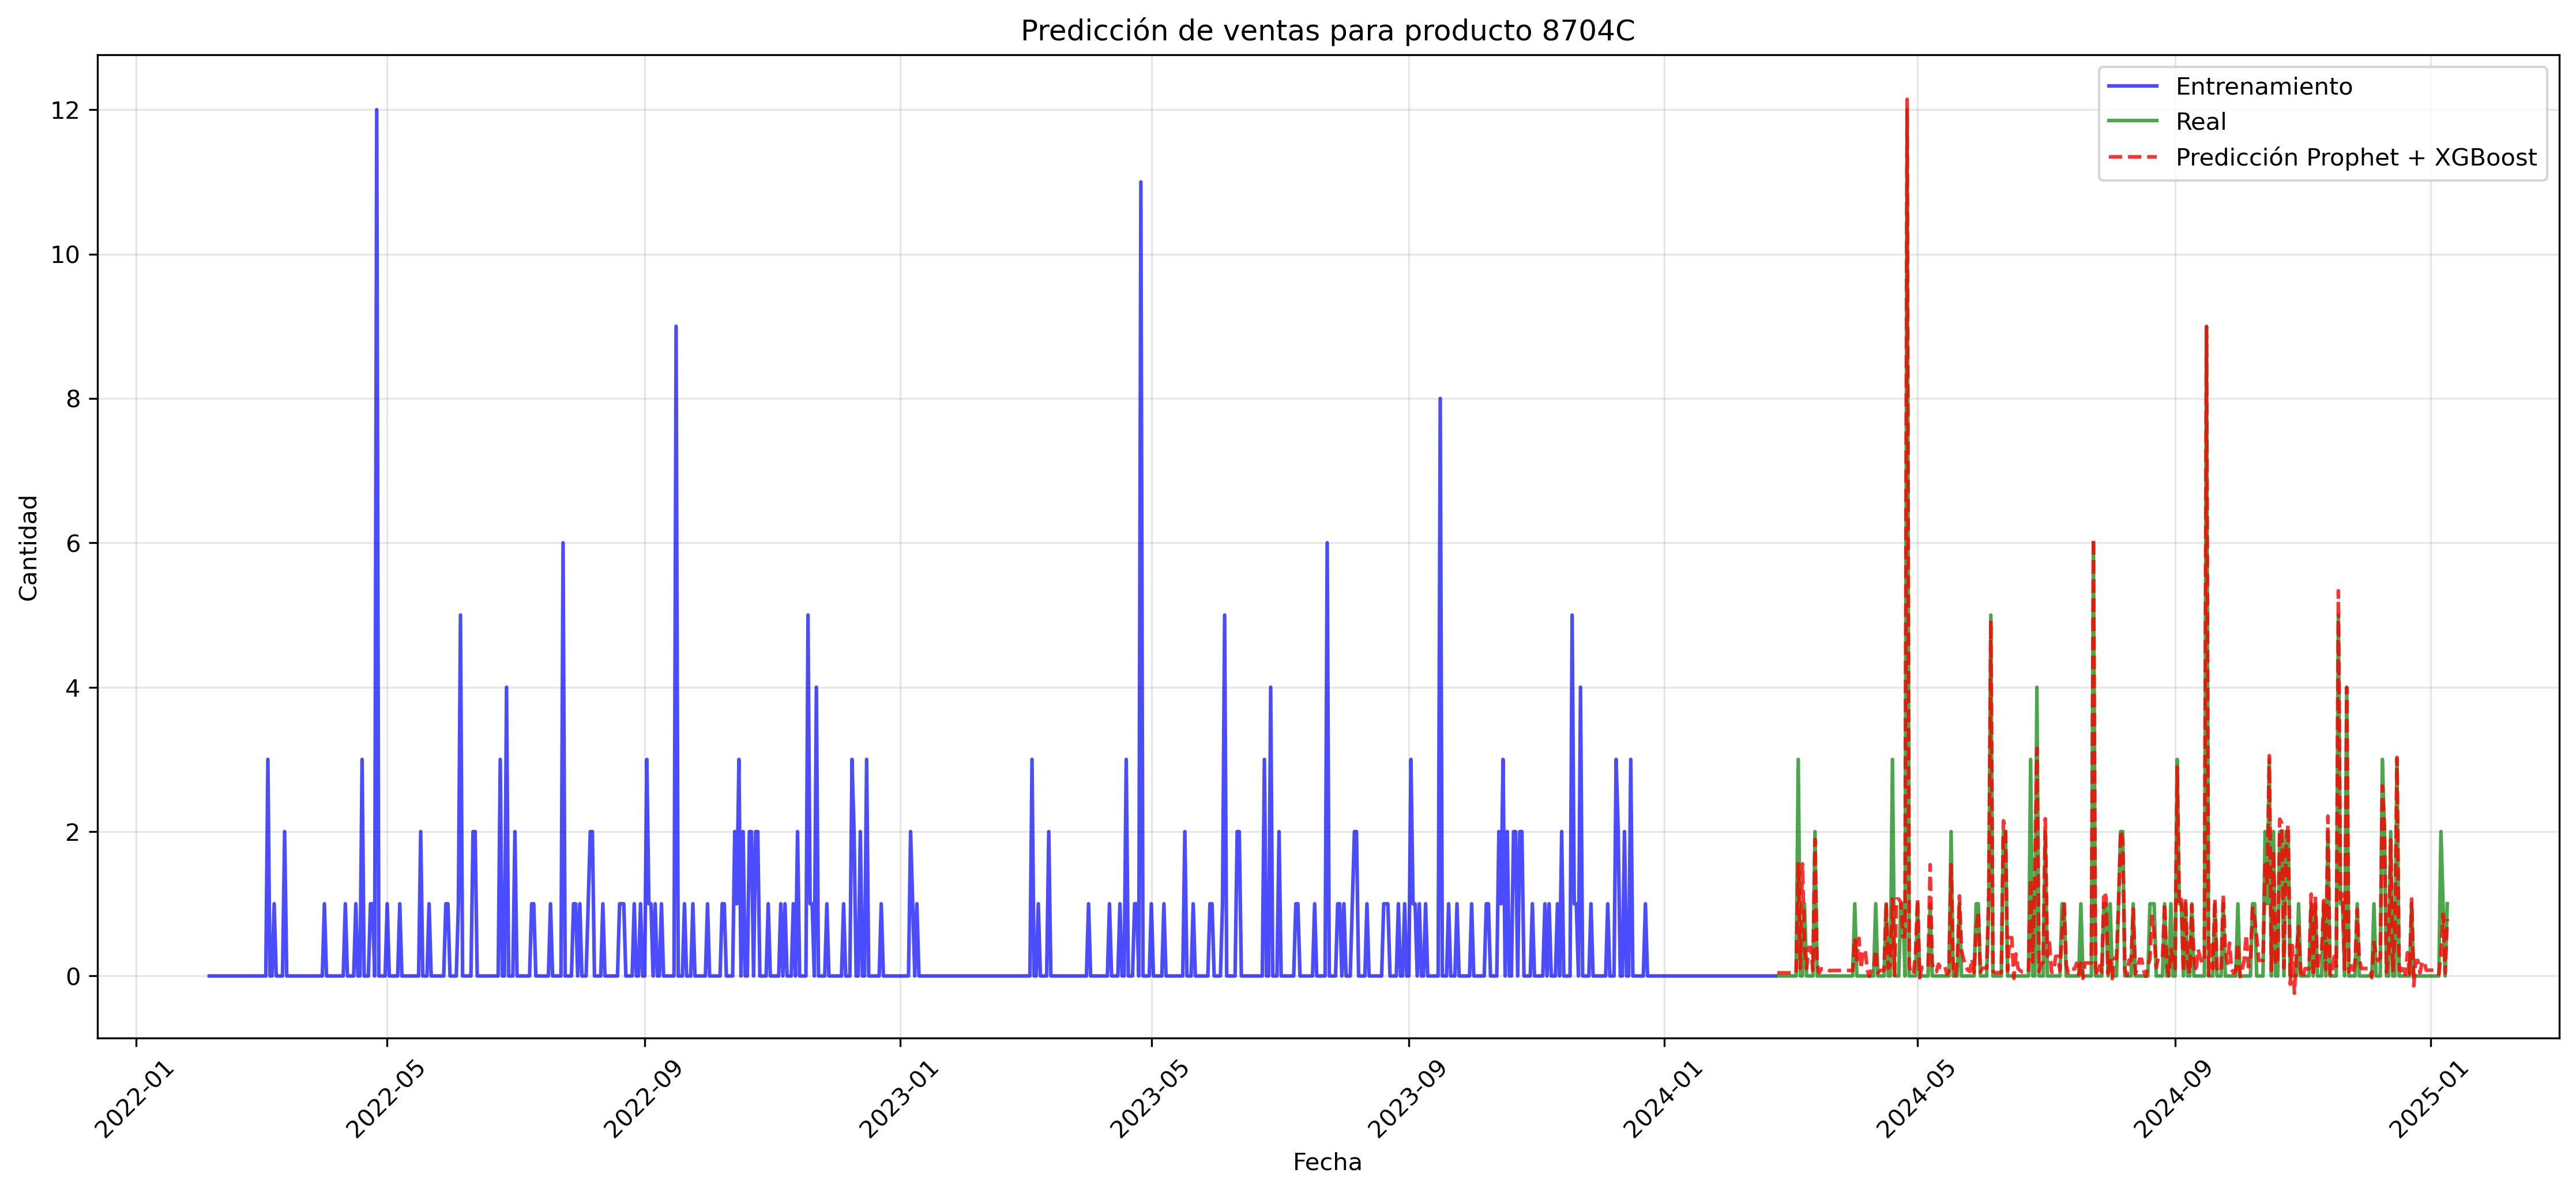 Predicción de ventas para producto 8704C
Entrenamiento
Real
Predicción Prophet + XGBoost
Cantidad
12
10
8
6
4
2
0
2022-01
2022-05
2022-09
2023-01
2023-05
2023-09
2024-01
2024-05
2024-09
2025-01
Fecha